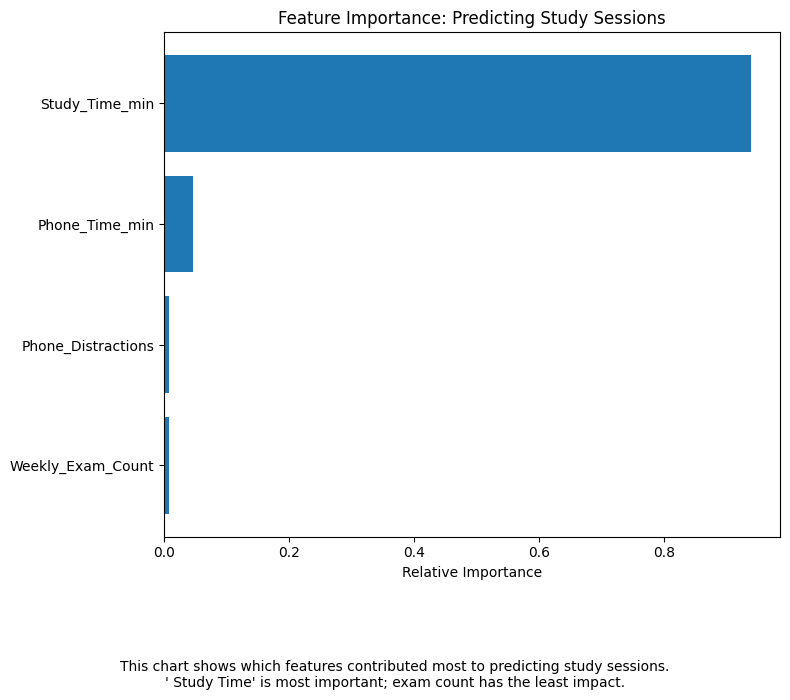 Feature Importance: Predicting Study Sessions
Study_Time_min
Phone_Time_min
Phone_Distractions
Weekly_Exam_Count
0.0 0.2 0.4 0.6 0.8
Relative Importance
This chart shows which features contributed most to predicting study sessions.
' Study Time' is most important; exam count has the least impact.